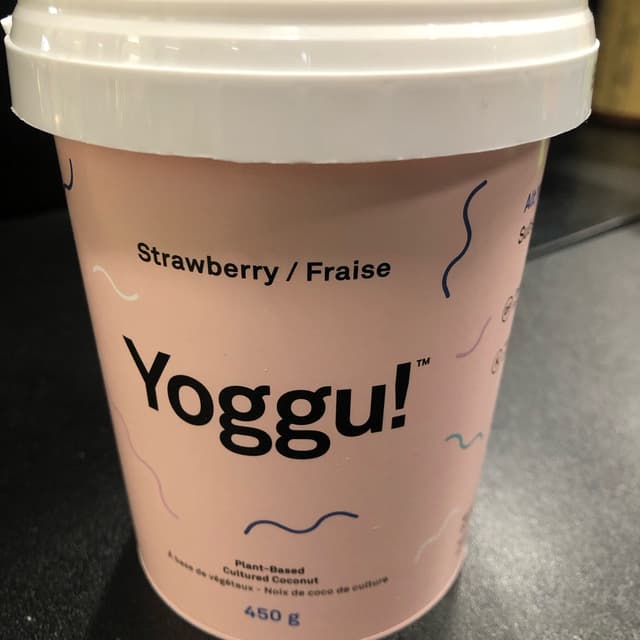 Strawberry / Fraise
Yoggu!™
Plant-Based
Cultured Coconut
À base de végétaux - Noix de coco de culture
450 g